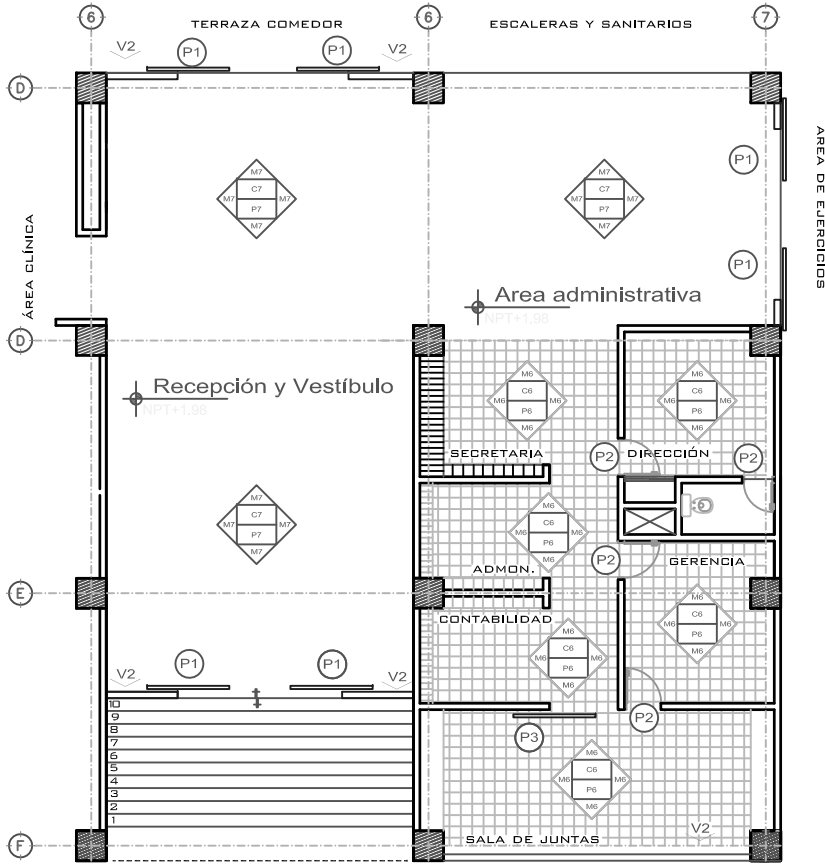 6
TERRAZA COMEDOR
6
ESCALERAS Y SANITARIOS
7
V2
P1
P1
V2
D
P1
AREA DE EJERCICIOS
M7
C7
M7
M7
P7
M7
M7
C7
M7
M7
P7
M7
ÁREA CLÍNICA
P1
Area administrativa
NPT+1.98
D
Recepción y Vestíbulo
NPT+1.98
M6
C6
M6
M6
P6
M6
M6
C6
M6
M6
P6
M6
SECRETARIA
P2
DIRECCIÓN
P2
M7
C7
M7
M7
P7
M7
M6
C6
M6
M6
P6
M6
ADMON.
P2
GERENCIA
E
CONTABILIDAD
M6
C6
M6
M6
P6
M6
M6
C6
M6
M6
P6
M6
V2
P1
P1
V2
10
9
8
7
6
5
4
3
2
1
P2
P3
M6
C6
M6
M6
P6
M6
V2
F
SALA DE JUNTAS